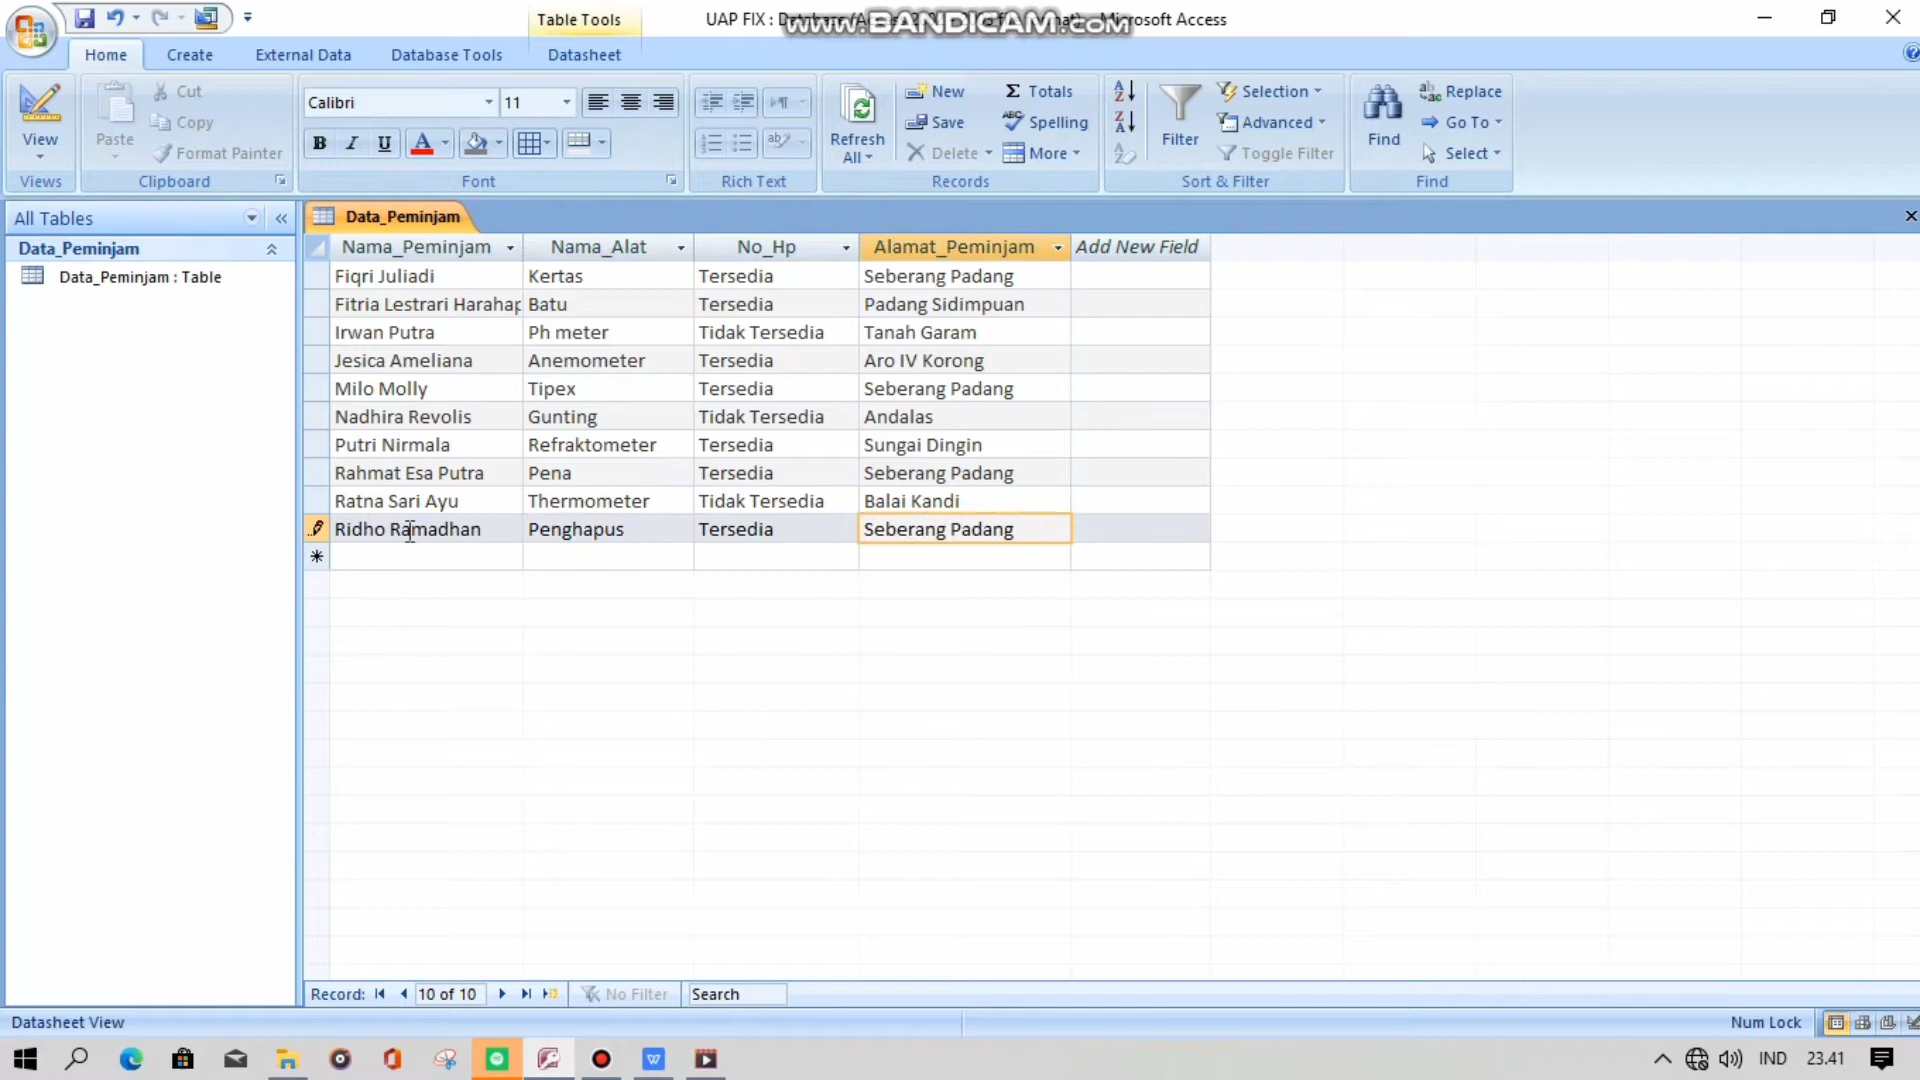 Table Tools
UAP FIX : Database (Access 2 format) - Microsoft Access
www.BANDICAM.com
Home Create External Data Database Tools Datasheet
View
Views
Paste
Cut
Copy
Format Painter
Clipboard
Calibri 11
B I U A
Font
Rich Text
Refresh All
New
Save
Delete
Σ Totals
Spelling
More
Records
Filter
Selection
Advanced
Toggle Filter
Sort & Filter
Find
Replace
Go To
Select
Find
All Tables
Data_Peminjam
Data_Peminjam : Table
Data_Peminjam
Nama_Peminjam Nama_Alat No_Hp Alamat_Peminjam Add New Field
Fiqri Juliadi Kertas Tersedia Seberang Padang
Fitria Lestrari Harahap Batu Tersedia Padang Sidimpuan
Irwan Putra Ph meter Tidak Tersedia Tanah Garam
Jesica Ameliana Anemometer Tersedia Aro IV Korong
Milo Molly Tipex Tersedia Seberang Padang
Nadhira Revolis Gunting Tidak Tersedia Andalas
Putri Nirmala Refraktometer Tersedia Sungai Dingin
Rahmat Esa Putra Pena Tersedia Seberang Padang
Ratna Sari Ayu Thermometer Tidak Tersedia Balai Kandi
Ridho Ramadhan Penghapus Tersedia Seberang Padang
Record: 10 of 10 No Filter Search
Datasheet View Num Lock
IND 23.41